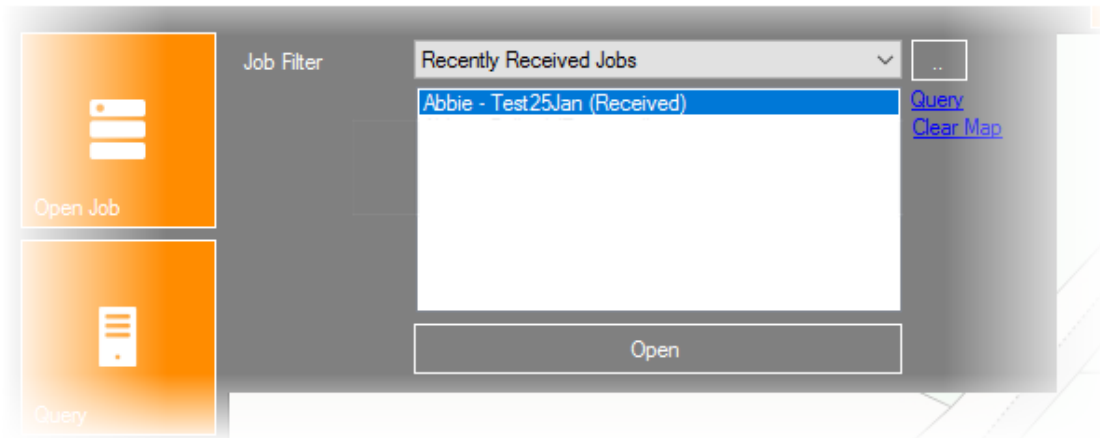 Job Filter
Recently Received Jobs
..
Abbie - Test25Jan (Received)
Query
Clear Map
Open Job
Open
Query